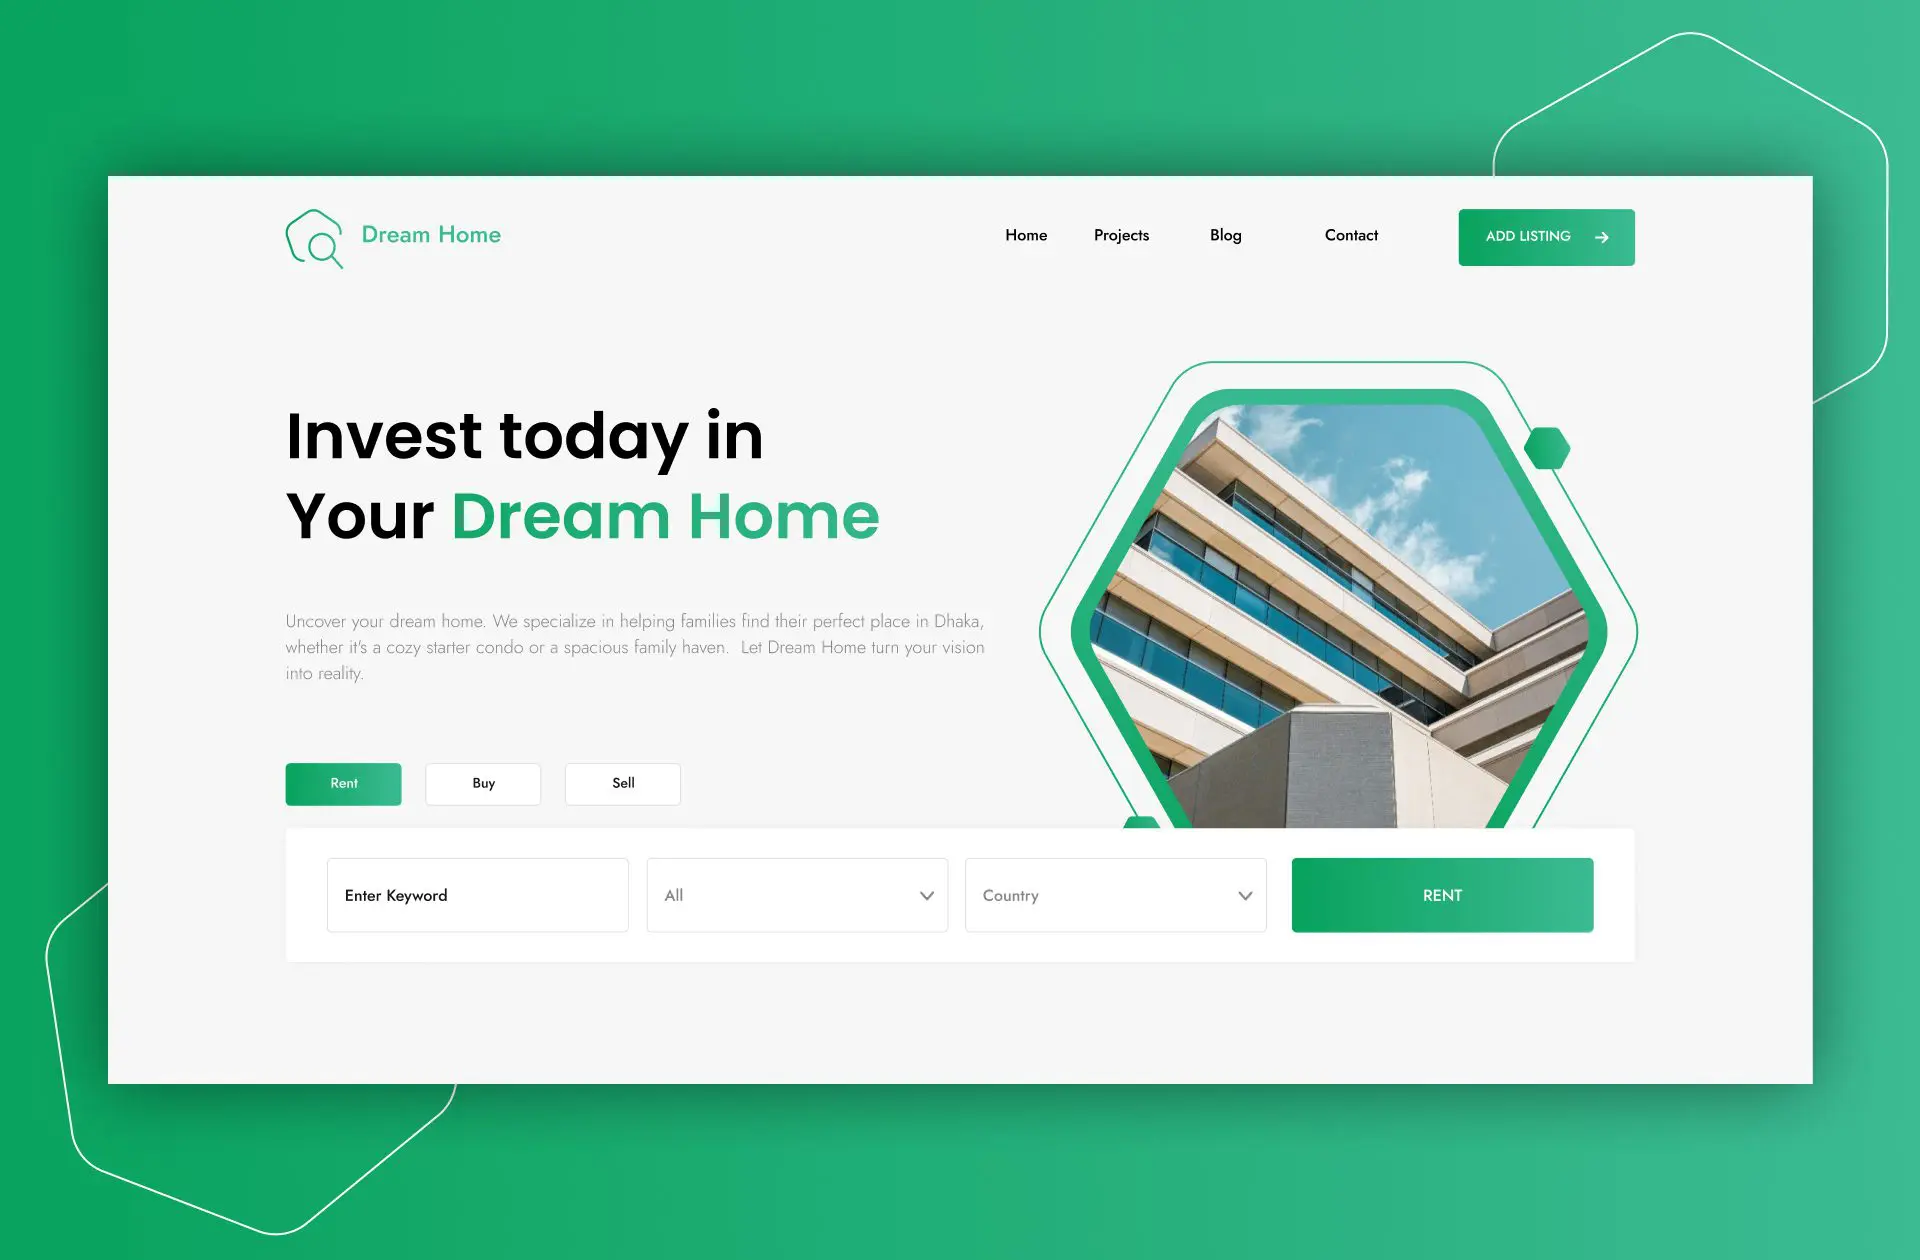 Dream Home
Home
Projects
Blog
Contact
ADD LISTING
Invest today in
Your Dream Home
Uncover your dream home. We specialize in helping families find their perfect place in Dhaka,
whether it's a cozy starter condo or a spacious family haven.  Let Dream Home turn your vision
into reality.
Rent
Buy
Sell
Enter Keyword
All
Country
RENT